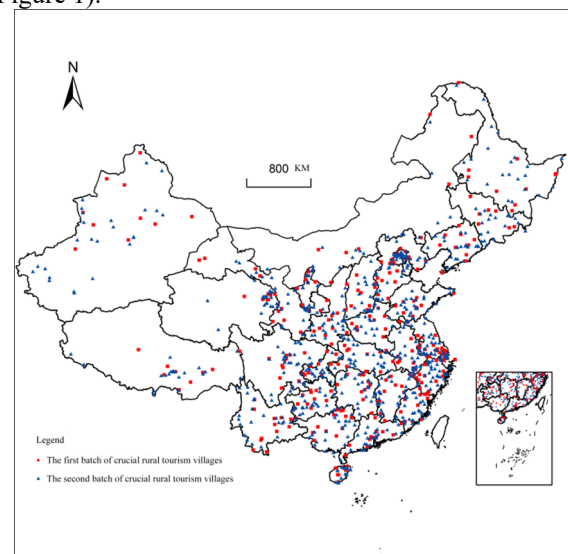 Figure 1).
N
800 KM
Legend
The first batch of crucial rural tourism villages
The second batch of crucial rural tourism villages